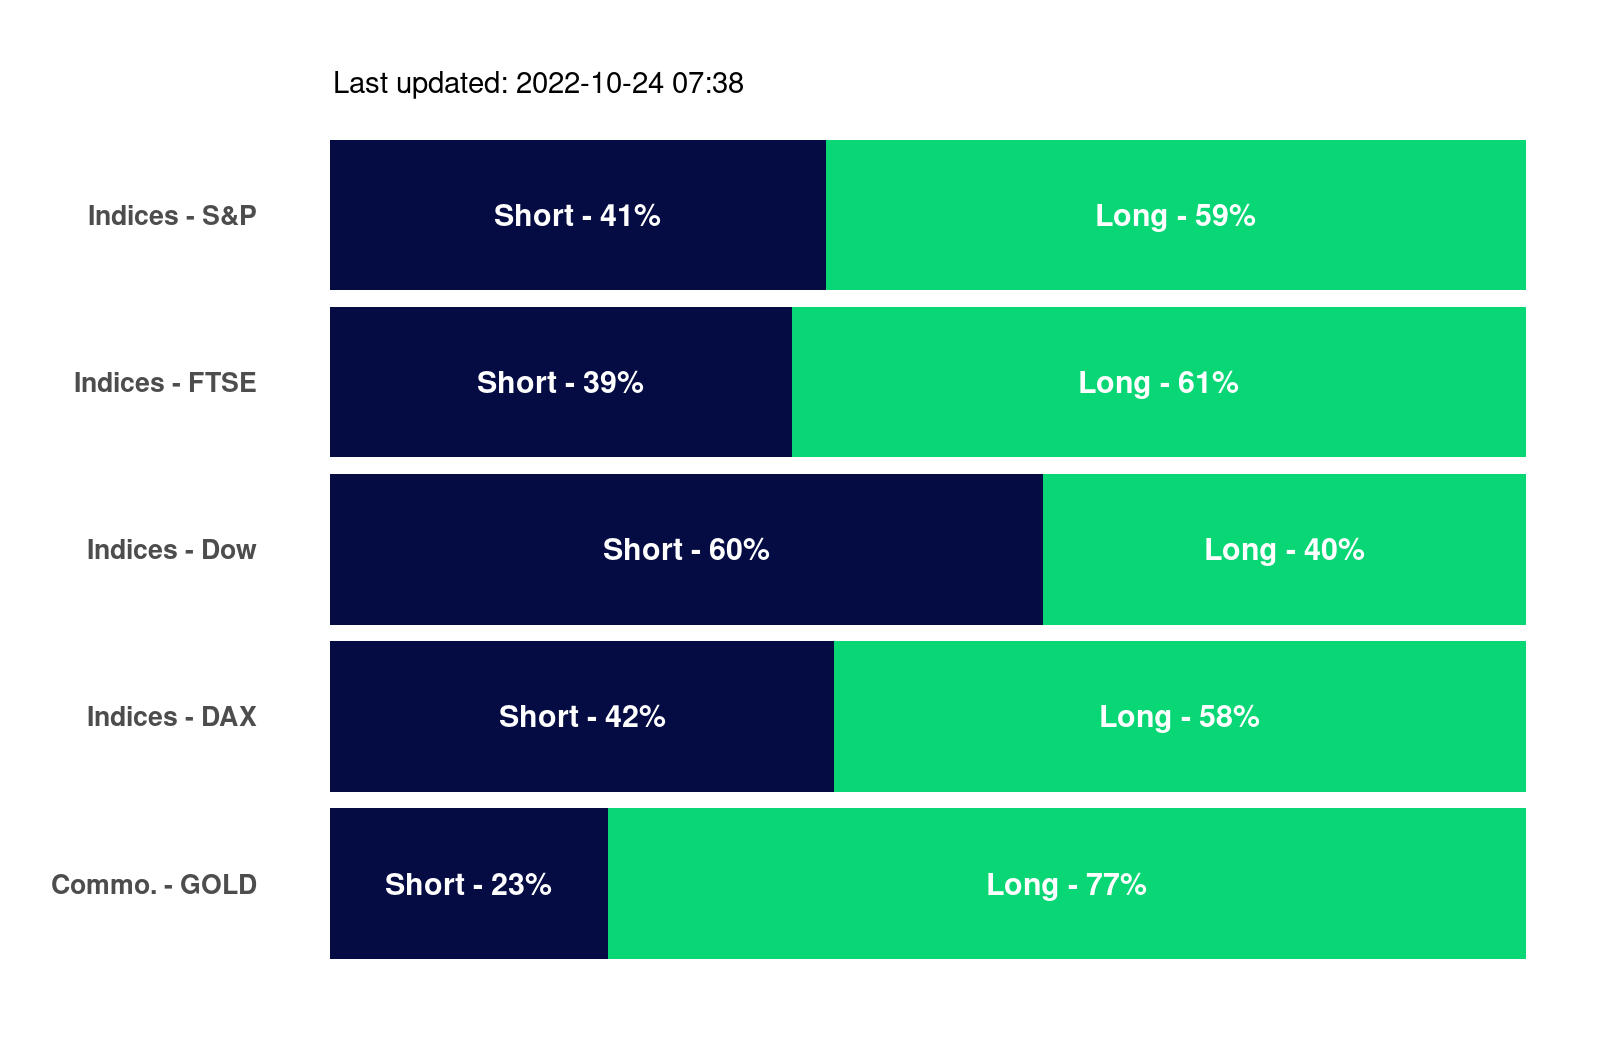 Last updated: 2022-10-24 07:38
Indices - S&P Short - 41% Long - 59%
Indices - FTSE Short - 39% Long - 61%
Indices - Dow Short - 60% Long - 40%
Indices - DAX Short - 42% Long - 58%
Commo. - GOLD Short - 23% Long - 77%